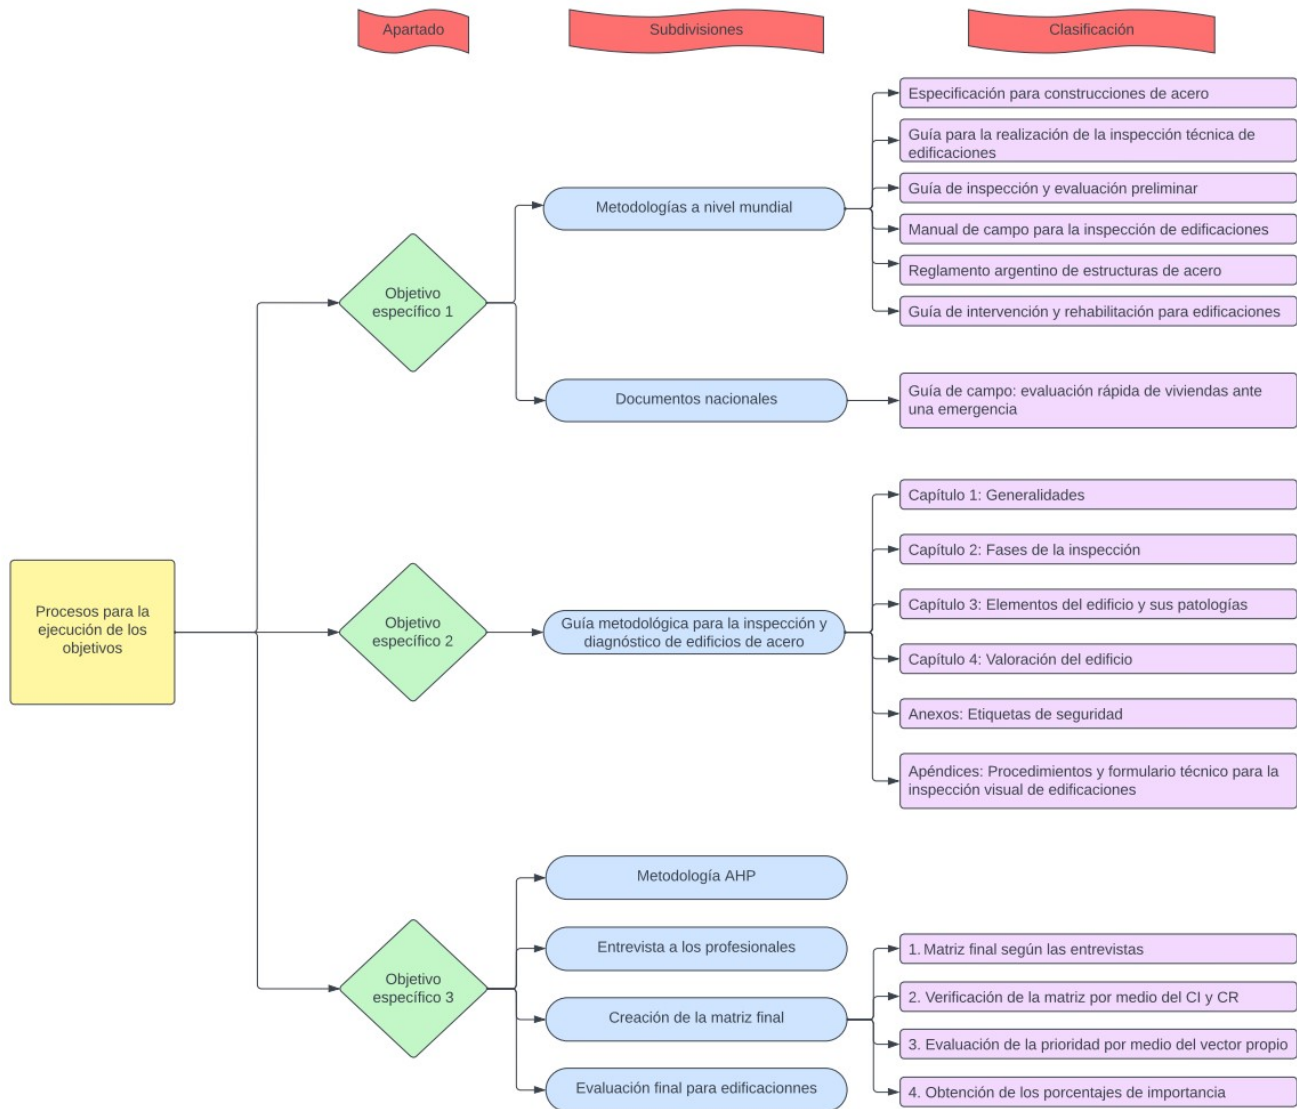 Apartado
Subdivisiones
Clasificación
Procesos para la
ejecución de los
objetivos
Objetivo
específico 1
Metodologías a nivel mundial
Especificación para construcciones de acero
Guía para la realización de la inspección técnica de
edificaciones
Guía de inspección y evaluación preliminar
Manual de campo para la inspección de edificaciones
Reglamento argentino de estructuras de acero
Guía de intervención y rehabilitación para edificaciones
Documentos nacionales
Guía de campo: evaluación rápida de viviendas ante
una emergencia
Objetivo
específico 2
Guía metodológica para la inspección y
diagnóstico de edificios de acero
Capítulo 1: Generalidades
Capítulo 2: Fases de la inspección
Capítulo 3: Elementos del edificio y sus patologías
Capítulo 4: Valoración del edificio
Anexos: Etiquetas de seguridad
Apéndices: Procedimientos y formulario técnico para la
inspección visual de edificaciones
Objetivo
específico 3
Metodología AHP
Entrevista a los profesionales
Creación de la matriz final
1. Matriz final según las entrevistas
2. Verificación de la matriz por medio del CI y CR
3. Evaluación de la prioridad por medio del vector propio
4. Obtención de los porcentajes de importancia
Evaluación final para edificacionnes